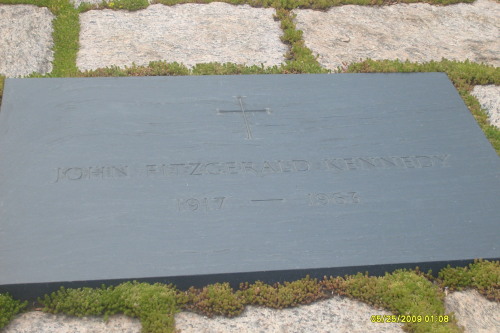 JOHN FITZGERALD KENNEDY
1917 — 1963
05/25/2009 01:08